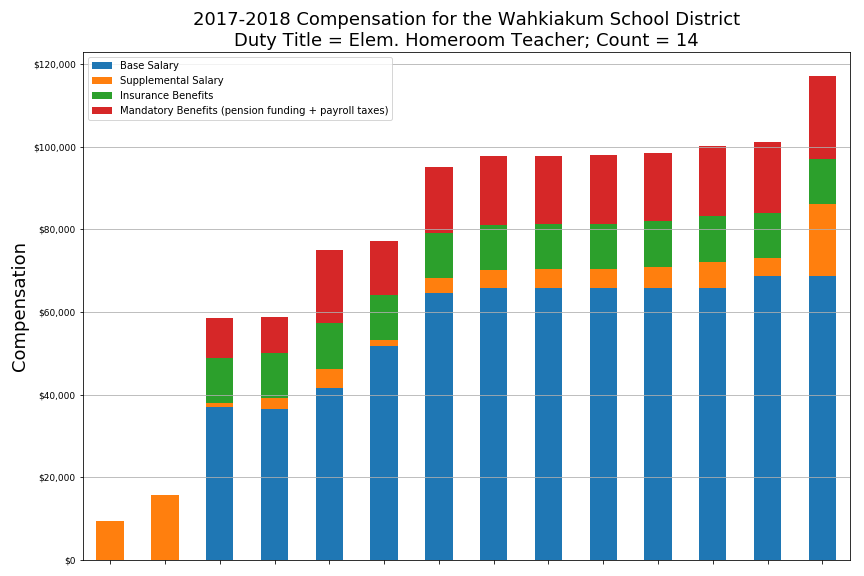 2017-2018 Compensation for the Wahkiakum School District
Duty Title = Elem. Homeroom Teacher; Count = 14
Base Salary
Supplemental Salary
Insurance Benefits
Mandatory Benefits (pension funding + payroll taxes)
Compensation
$120,000
$100,000
$80,000
$60,000
$40,000
$20,000
$0